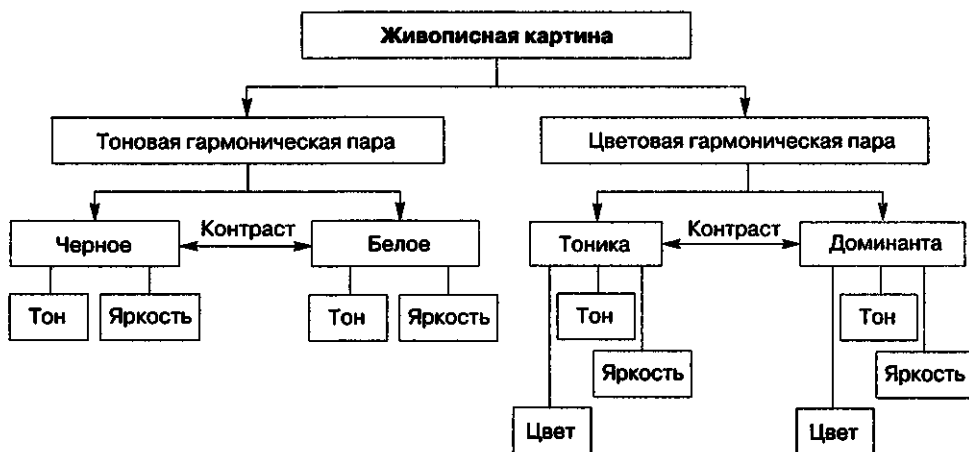 Живописная картина
Тоновая гармоническая пара
Цветовая гармоническая пара
Черное
Контраст
Белое
Тоника
Контраст
Доминанта
Тон
Яркость
Тон
Яркость
Тон
Тон
Яркость
Яркость
Цвет
Цвет